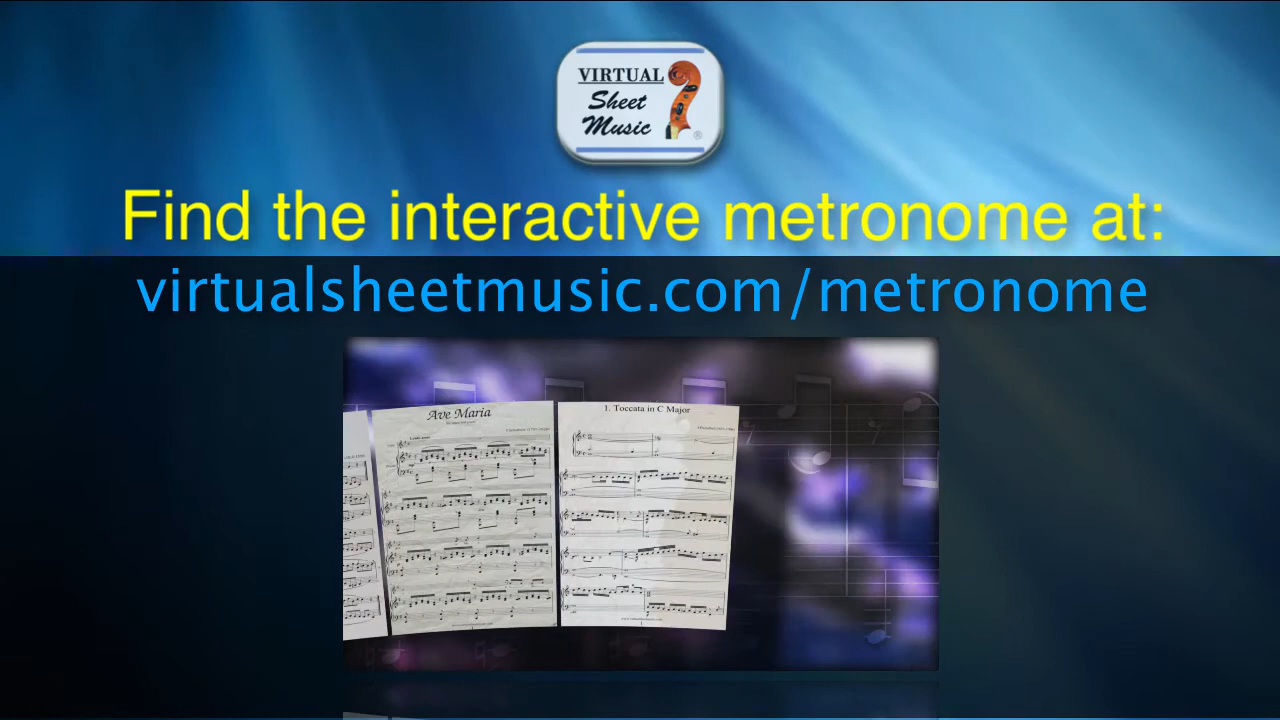 VIRTUAL
Sheet
Music
®
Find the interactive metronome at:
virtualsheetmusic.com/metronome
Ave Maria
1. Toccata in C Major